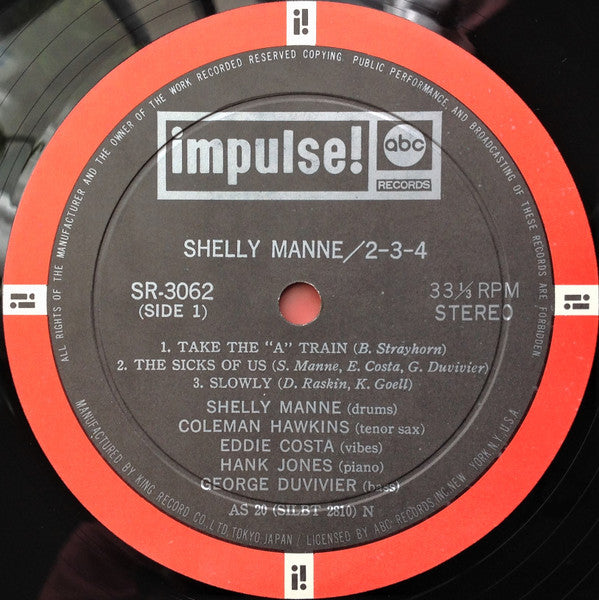 i!
ALL RIGHTS OF THE MANUFACTURER AND THE OWNER OF THE WORK RECORDED RESERVED COPYING, PUBLIC PERFORMANCE, AND BROADCASTING OF THESE RECORDS ARE FORBIDDEN
impulse!
abc
RECORDS
SHELLY MANNE/2-3-4
SR-3062
(SIDE 1)
33⅓ RPM
STEREO
i!
i!
1. TAKE THE "A" TRAIN (B. Strayhorn)
2. THE SICKS OF US (S. Manne, E. Costa, G. Duvivier)
3. SLOWLY (D. Raskin, K. Goell)
SHELLY MANNE (drums)
COLEMAN HAWKINS (tenor sax)
EDDIE COSTA (vibes)
HANK JONES (piano)
GEORGE DUVIVIER (bass)
AS 20 (SILBT 2810) N
MANUFACTURED BY KING RECORD CO. LTD, TOKYO JAPAN / LICENSED BY ABC RECORDS INC. NEW YORK, N.Y. U.S.A.
i!